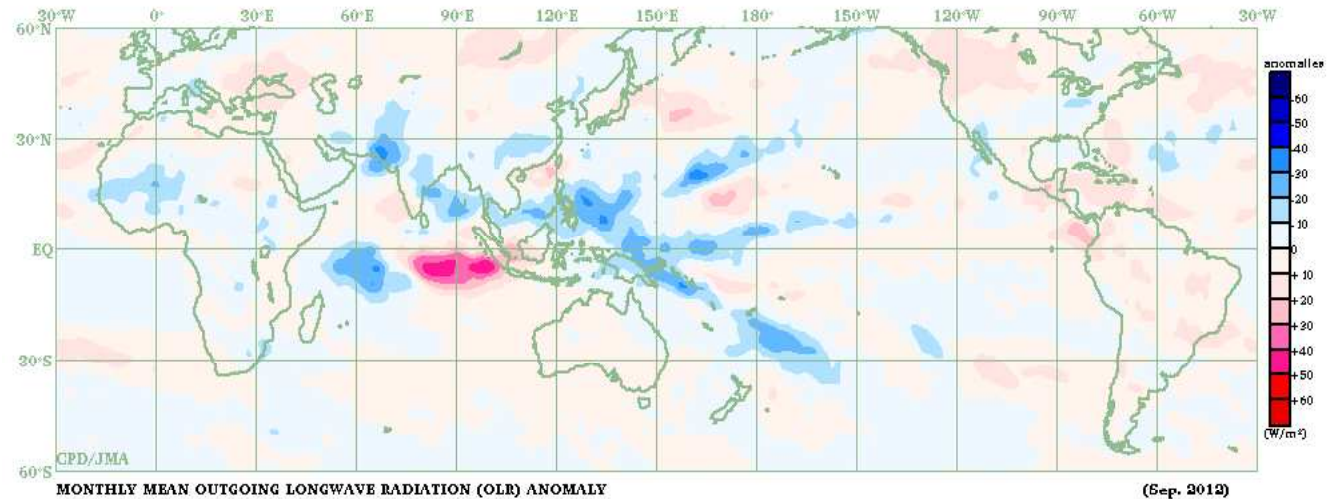 30°W 0° 30°E 60°E 90°E 120°E 150°E 180° 150°W 120°W 90°W 60°W 30°W
60°N
30°N
EQ
30°S
60°S
anomalies
-60
-50
-40
-30
-20
-10
0
+10
+20
+30
+40
+50
+60
(W/m²)
CPD/JMA
MONTHLY MEAN OUTGOING LONGWAVE RADIATION (OLR) ANOMALY (Sep. 2012)